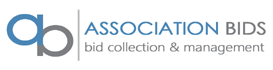 ab
ASSOCIATION BIDS
bid collection & management